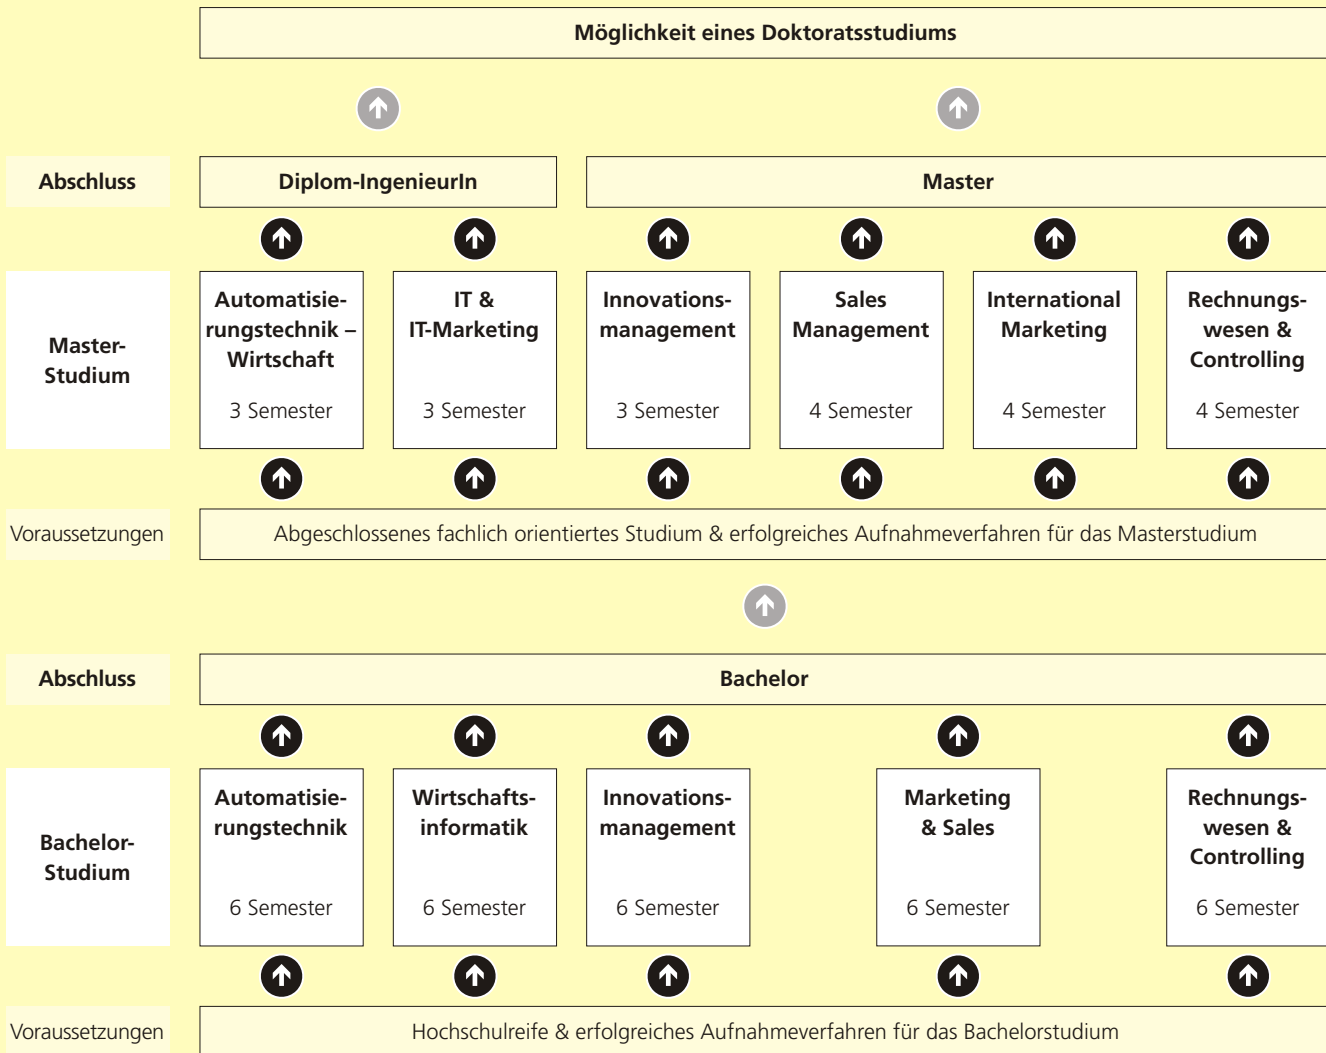 Möglichkeit eines Doktoratsstudiums
Abschluss
Diplom-IngenieurIn
Master
Master-
Studium
Automatisie-
rungstechnik –
Wirtschaft
3 Semester
IT &
IT-Marketing
3 Semester
Innovations-
management
3 Semester
Sales
Management
4 Semester
International
Marketing
4 Semester
Rechnungs-
wesen &
Controlling
4 Semester
Voraussetzungen
Abgeschlossenes fachlich orientiertes Studium & erfolgreiches Aufnahmeverfahren für das Masterstudium
Abschluss
Bachelor
Bachelor-
Studium
Automatisie-
rungstechnik
6 Semester
Wirtschafts-
informatik
6 Semester
Innovations-
management
6 Semester
Marketing
& Sales
6 Semester
Rechnungs-
wesen &
Controlling
6 Semester
Voraussetzungen
Hochschulreife & erfolgreiches Aufnahmeverfahren für das Bachelorstudium